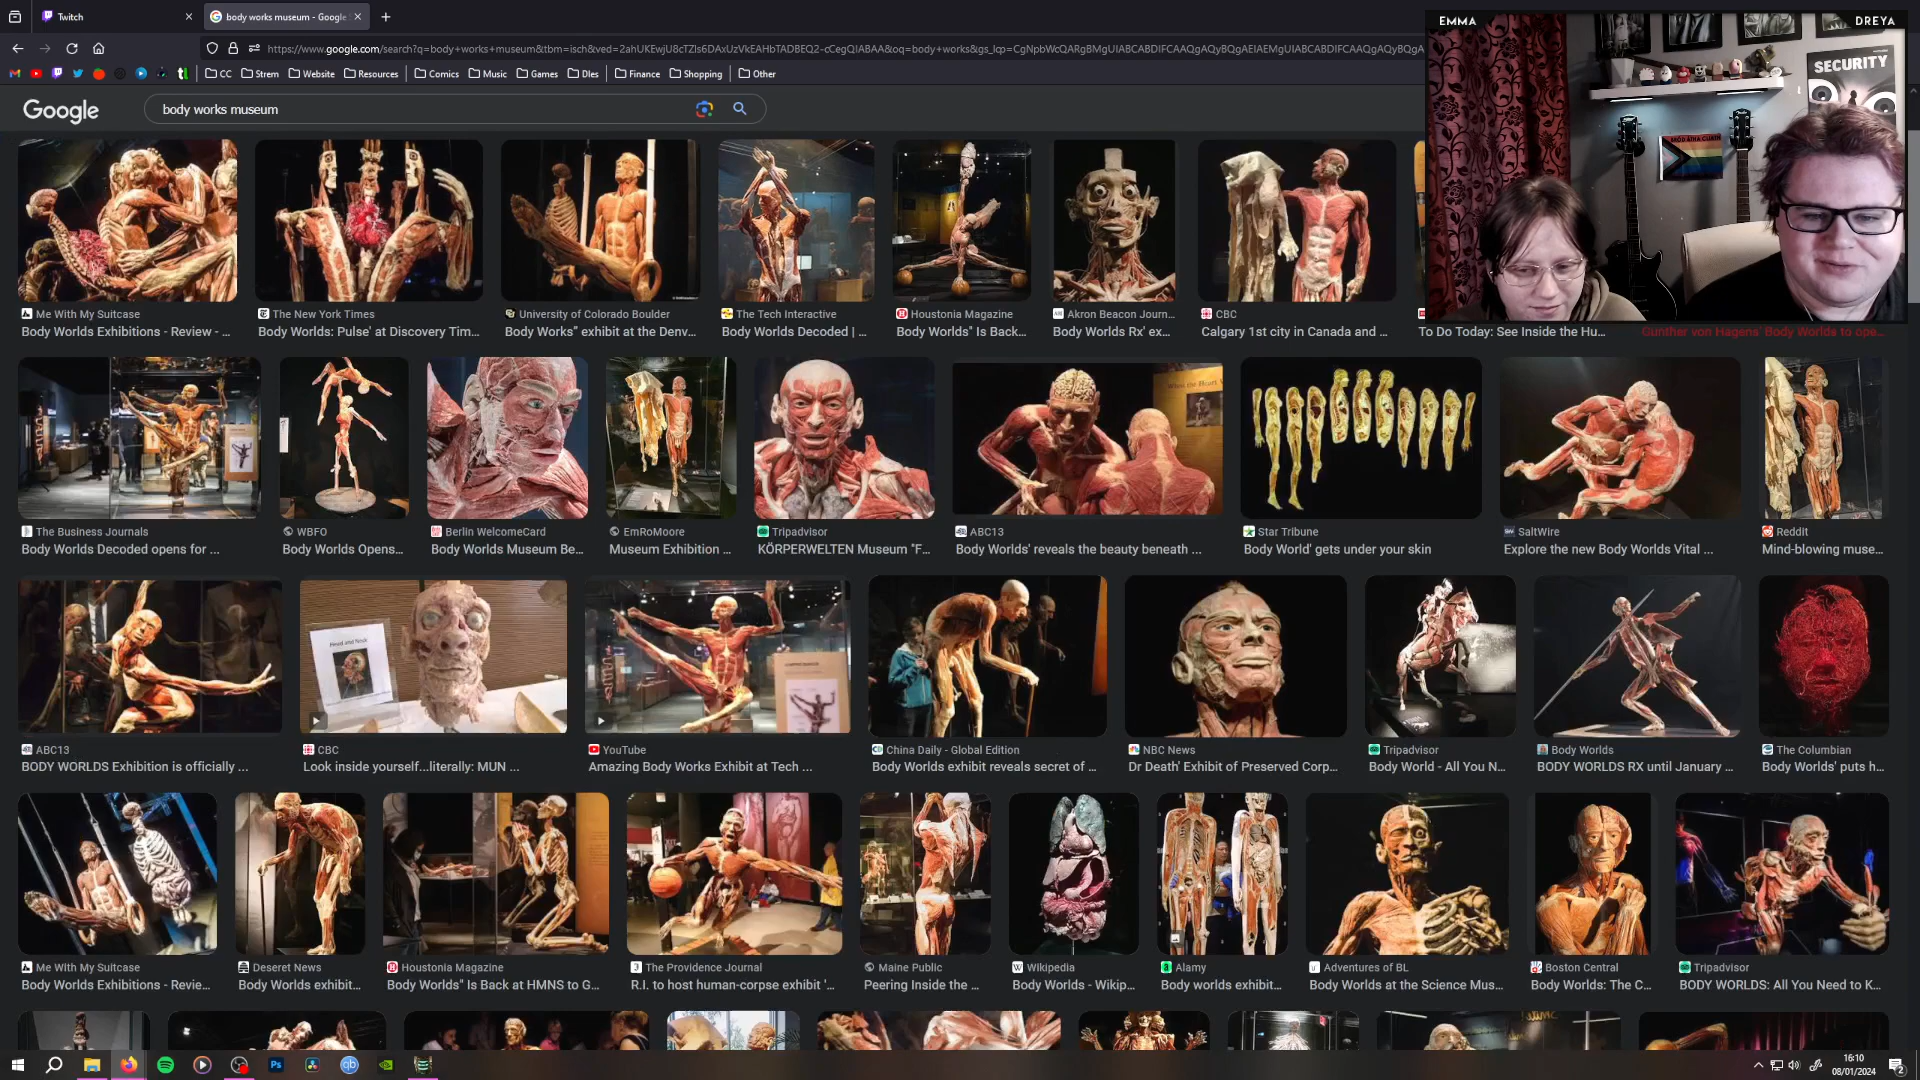 Twitch
body works museum - Google
EMMA
DREYA
SECURITY
CC
Strem
Website
Resources
Comics
Music
Games
Dles
Finance
Shopping
Other
Google
body works museum
Me With My Suitcase
Body Worlds Exhibitions - Review - ...
The New York Times
Body Worlds: Pulse' at Discovery Tim...
University of Colorado Boulder
Body Works" exhibit at the Denv...
The Tech Interactive
Body Worlds Decoded | ...
Houstonia Magazine
Body Worlds" Is Back...
Akron Beacon Journ...
Body Worlds Rx' ex...
CBC
Calgary 1st city in Canada and ...
To Do Today: See Inside the Hu...
Gunther von Hagens' Body Worlds to ope...
The Business Journals
Body Worlds Decoded opens for ...
WBFO
Body Worlds Opens...
Berlin WelcomeCard
Body Worlds Museum Be...
EmRoMoore
Museum Exhibition ...
Tripadvisor
KÖRPERWELTEN Museum "F...
ABC13
Body Worlds' reveals the beauty beneath ...
Star Tribune
Body World' gets under your skin
SaltWire
Explore the new Body Worlds Vital ...
Reddit
Mind-blowing muse...
ABC13
BODY WORLDS Exhibition is officially ...
CBC
Look inside yourself...literally: MUN ...
YouTube
Amazing Body Works Exhibit at Tech ...
China Daily - Global Edition
Body Worlds exhibit reveals secret of ...
NBC News
Dr Death' Exhibit of Preserved Corp...
Tripadvisor
Body World - All You N...
Body Worlds
BODY WORLDS RX until January ...
The Columbian
Body Worlds' puts h...
Me With My Suitcase
Body Worlds Exhibitions - Revie...
Deseret News
Body Worlds exhibit...
Houstonia Magazine
Body Worlds" Is Back at HMNS to G...
The Providence Journal
R.I. to host human-corpse exhibit '...
Maine Public
Peering Inside the ...
Wikipedia
Body Worlds - Wikip...
Alamy
Body worlds exhibit...
Adventures of BL
Body Worlds at the Science Mus...
Boston Central
Body Worlds: The C...
Tripadvisor
BODY WORLDS: All You Need to K...
16:10
08/01/2024